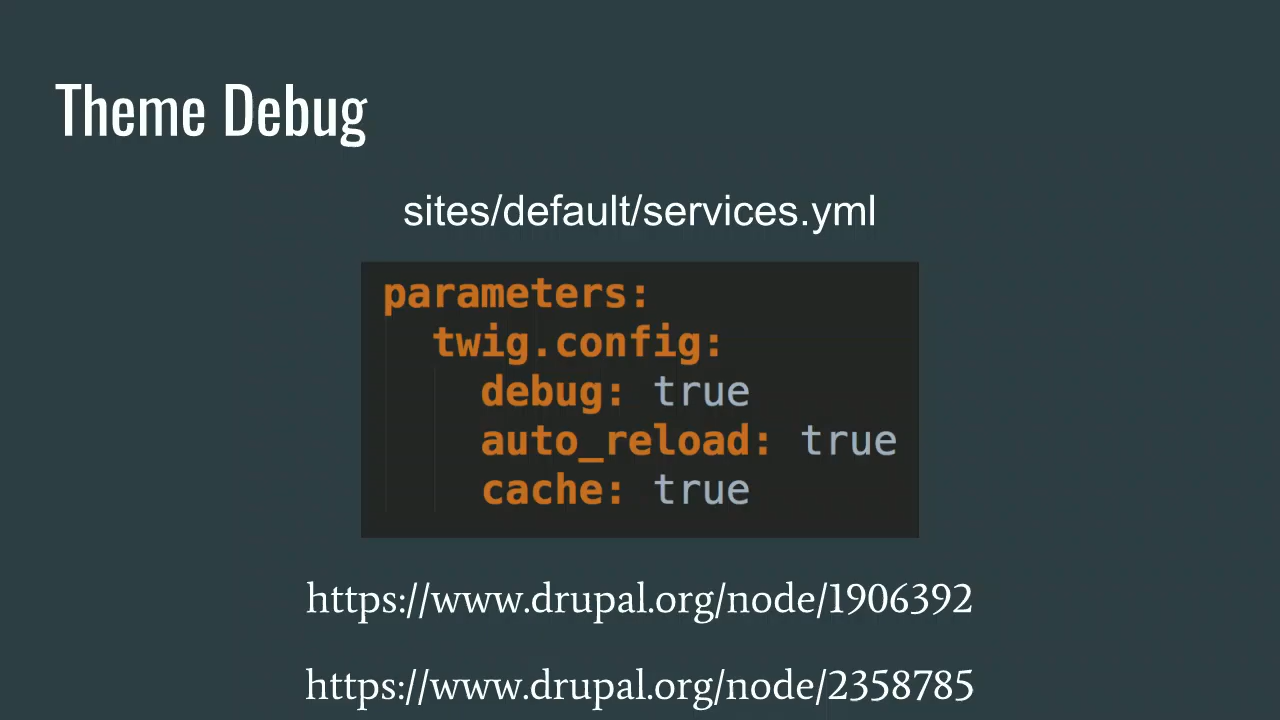 Theme Debug
sites/default/services.yml
parameters:
  twig.config:
    debug: true
    auto_reload: true
    cache: true
https://www.drupal.org/node/1906392
https://www.drupal.org/node/2358785